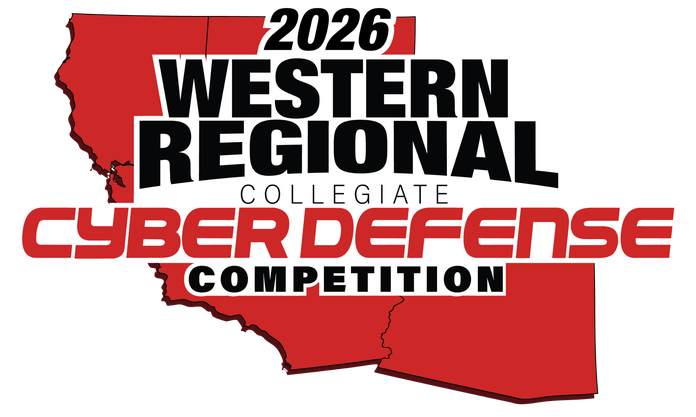 2026
WESTERN
REGIONAL
COLLEGIATE
CYBER DEFENSE
COMPETITION